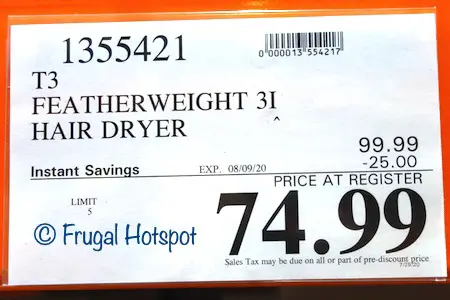 1355421
0"000013"554217"
T3
FEATHERWEIGHT 3I
^
HAIR DRYER
99.99
Instant Savings EXP. 08/09/20 -25.00
PRICE AT REGISTER
LIMIT
5
74.99
© Frugal Hotspot
Sales Tax may be due on all or part of pre-discount price